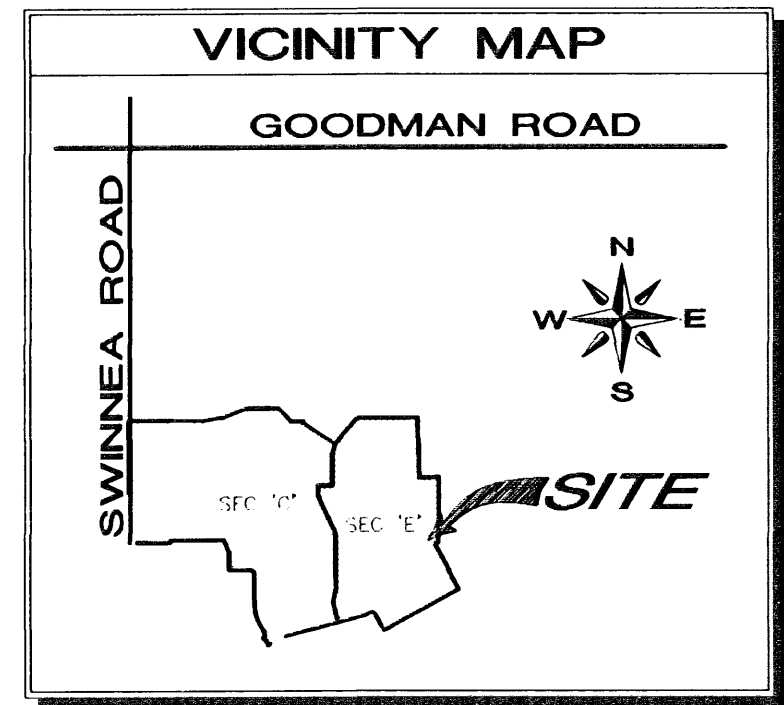 VICINITY MAP
GOODMAN ROAD
SWINNEA ROAD
N
W E
S
SITE
SEC 'C'
SEC 'E'